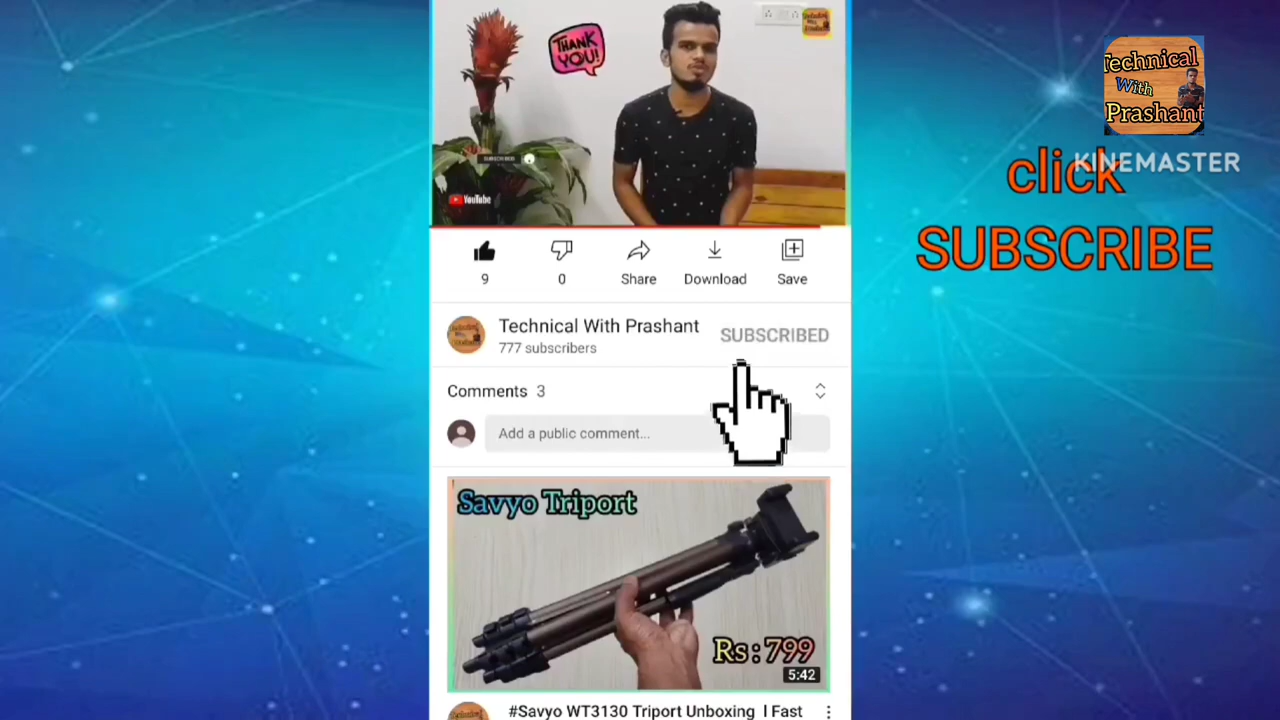 THANK
YOU!
SUBSCRIBED
YouTube
Technical
With
Prashant
KINEMASTER
click
SUBSCRIBE
9
0
Share
Download
Save
Technical With Prashant
777 subscribers
SUBSCRIBED
Comments 3
Add a public comment...
Savyo Triport
Rs:799
5:42
#Savyo WT3130 Triport Unboxing l Fast